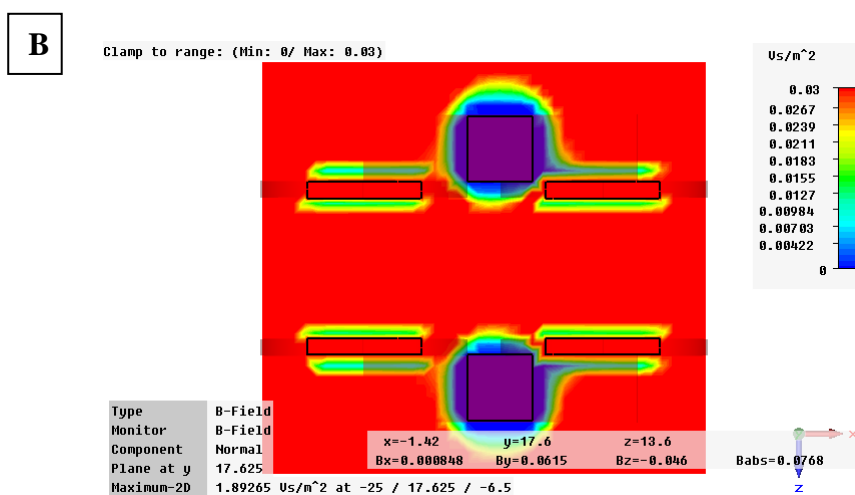 B
Clamp to range: (Min: 0/ Max: 0.03)
Vs/m^2
0.03
0.0267
0.0239
0.0211
0.0183
0.0155
0.0127
0.00984
0.00703
0.00422
0
Type B-Field
Monitor B-Field
Component Normal
Plane at y 17.625
Maximum-2D 1.89265 Vs/m^2 at -25 / 17.625 / -6.5
x=-1.42 y=17.6 z=13.6
Bx=0.000848 By=0.0615 Bz=-0.046 Babs=0.0768
x
z